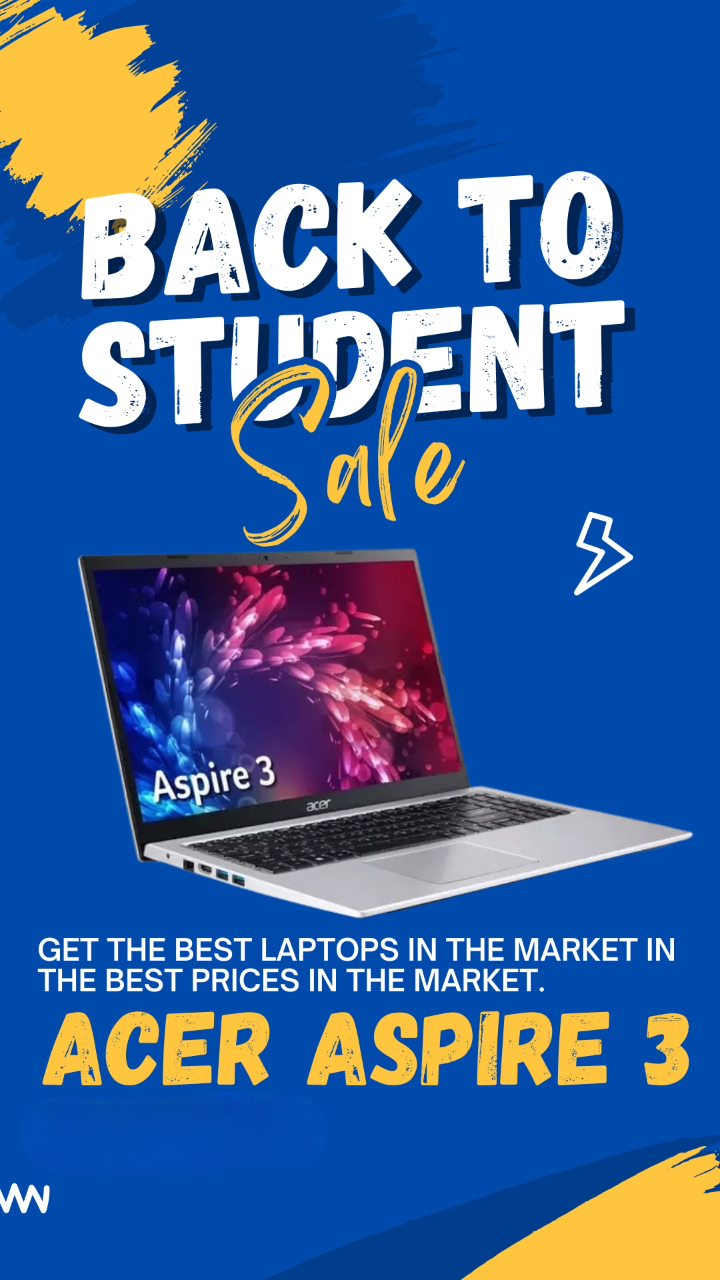 BACK TO
STUDENT
Sale
Aspire 3
acer
GET THE BEST LAPTOPS IN THE MARKET IN
THE BEST PRICES IN THE MARKET.
ACER ASPIRE 3